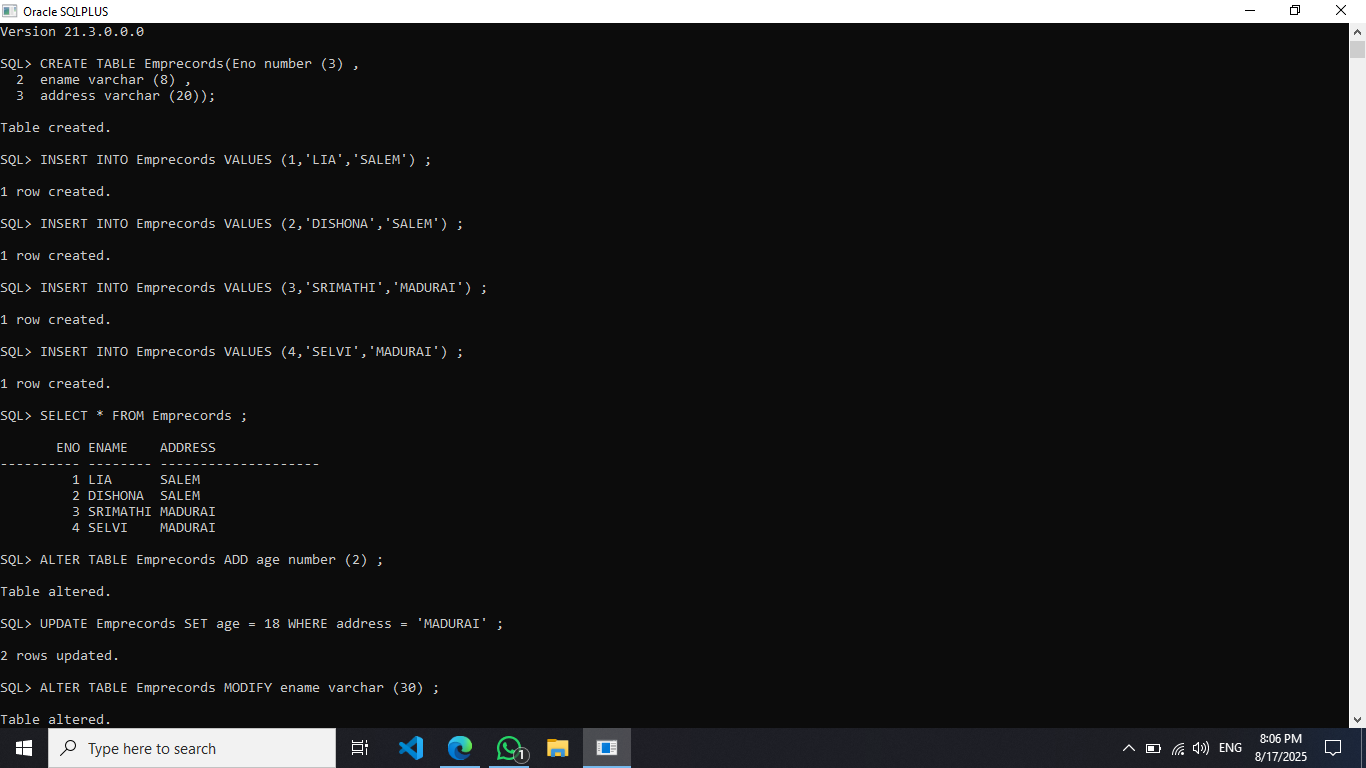 Oracle SQLPLUS
Version 21.3.0.0.0
SQL> CREATE TABLE Emprecords(Eno number (3) ,
2 ename varchar (8) ,
3 address varchar (20));
Table created.
SQL> INSERT INTO Emprecords VALUES (1,'LIA','SALEM') ;
1 row created.
SQL> INSERT INTO Emprecords VALUES (2,'DISHONA','SALEM') ;
1 row created.
SQL> INSERT INTO Emprecords VALUES (3,'SRIMATHI','MADURAI') ;
1 row created.
SQL> INSERT INTO Emprecords VALUES (4,'SELVI','MADURAI') ;
1 row created.
SQL> SELECT * FROM Emprecords ;
ENO ENAME ADDRESS
---------- -------- --------------------
1 LIA SALEM
2 DISHONA SALEM
3 SRIMATHI MADURAI
4 SELVI MADURAI
SQL> ALTER TABLE Emprecords ADD age number (2) ;
Table altered.
SQL> UPDATE Emprecords SET age = 18 WHERE address = 'MADURAI' ;
2 rows updated.
SQL> ALTER TABLE Emprecords MODIFY ename varchar (30) ;
Table altered.
Type here to search
1
ENG
8:06 PM
8/17/2025